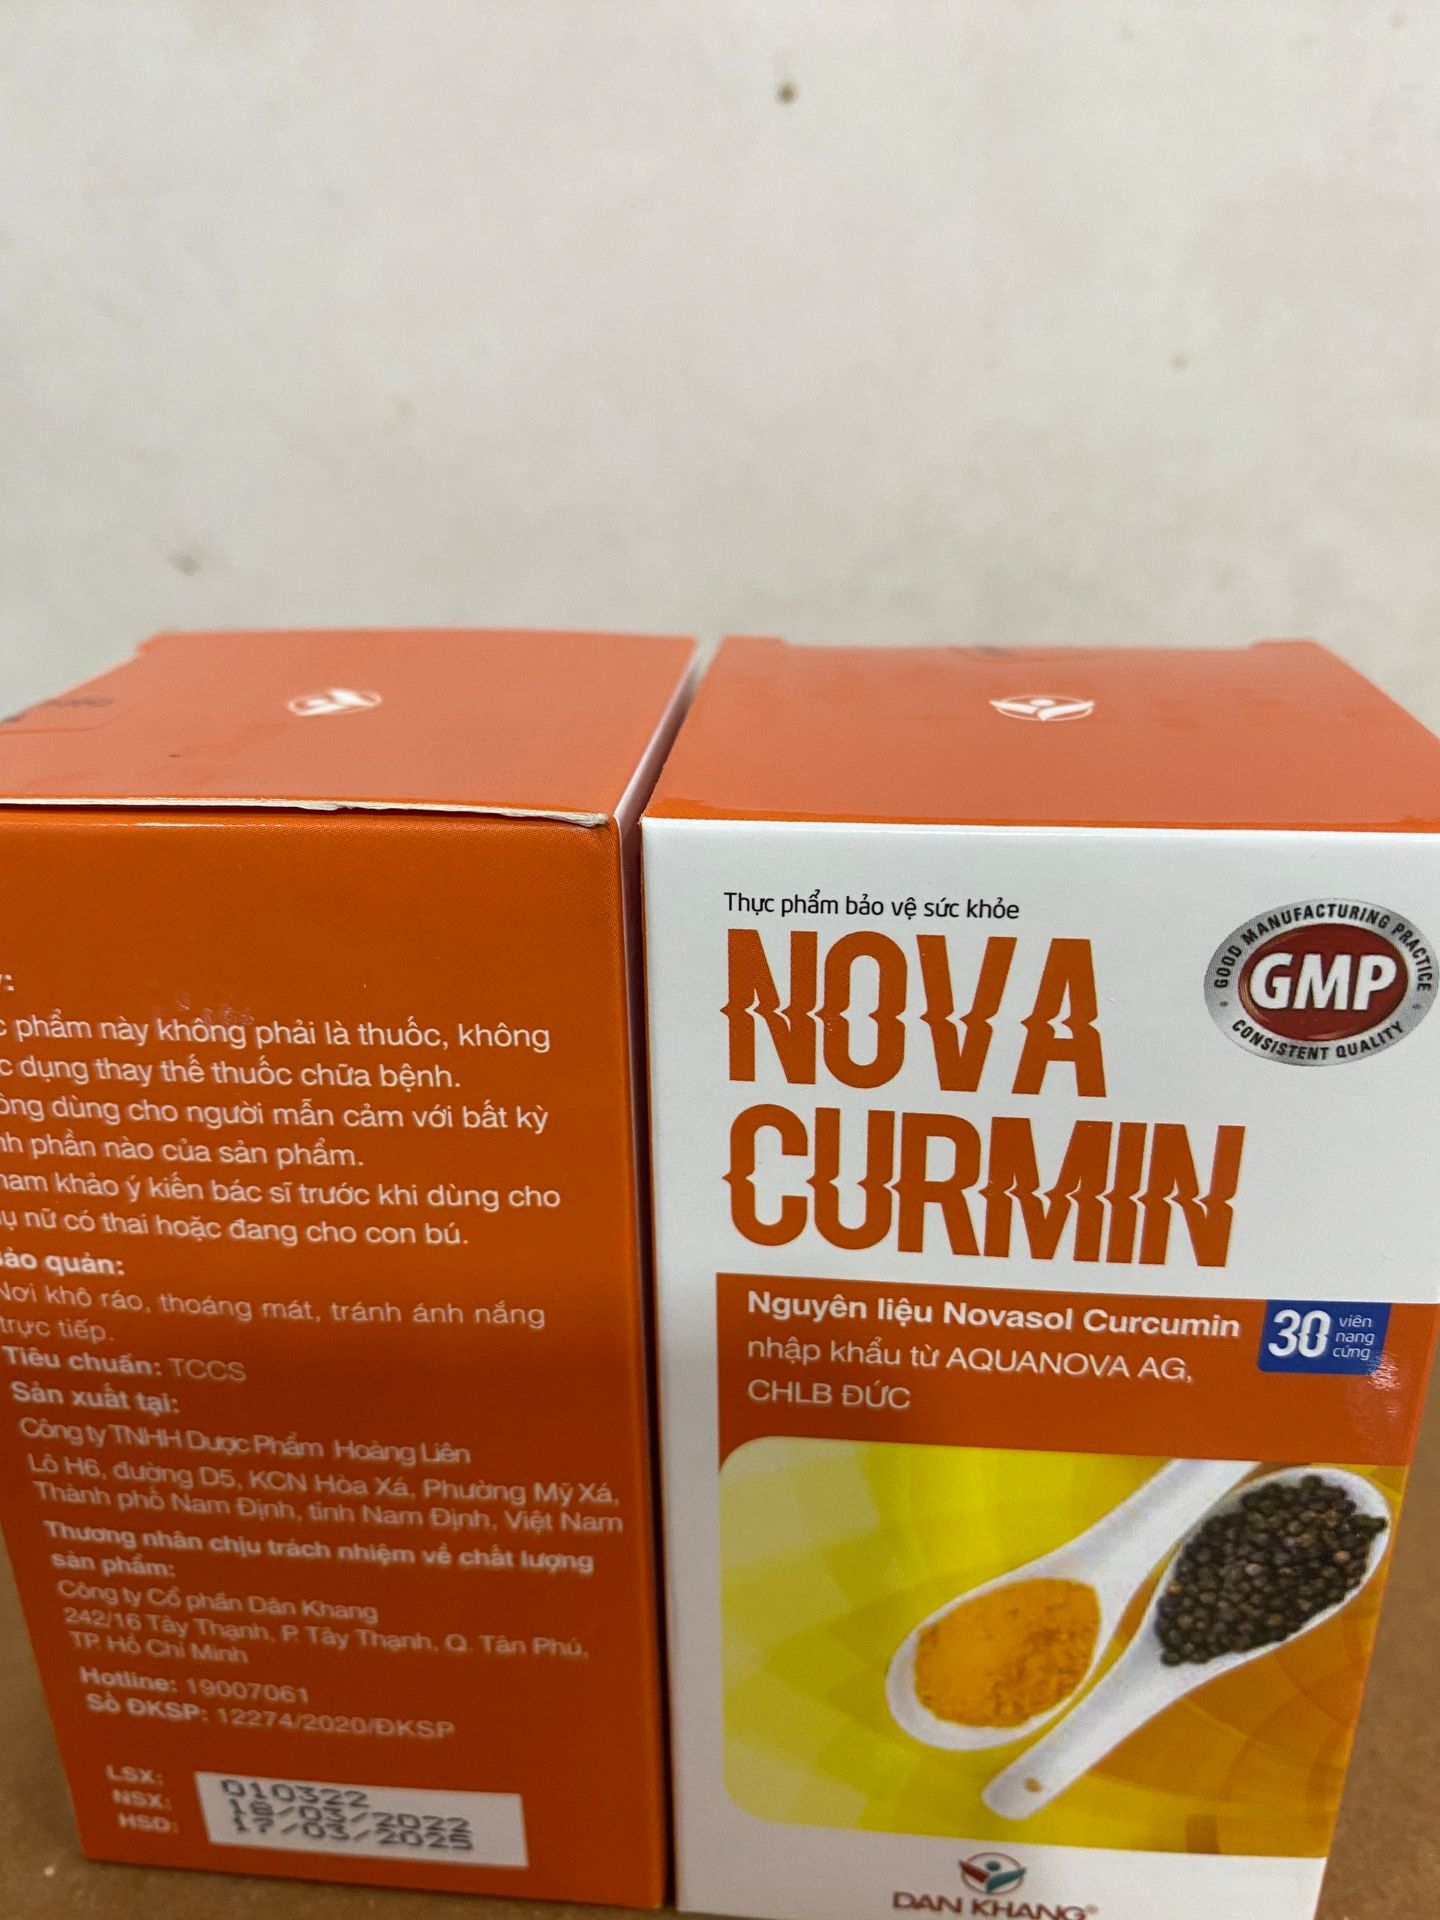 c phẩm này không phải là thuốc, không
c dụng thay thế thuốc chữa bệnh.
ông dùng cho người mẫn cảm với bất kỳ
nh phần nào của sản phẩm.
ham khảo ý kiến bác sĩ trước khi dùng cho
ụ nữ có thai hoặc đang cho con bú.
Bảo quản:
Nơi khô ráo, thoáng mát, tránh ánh nắng
trực tiếp.
Tiêu chuẩn: TCCS
Sản xuất tại:
Công ty TNHH Dược Phẩm Hoàng Liên
Lô H6, đường D5, KCN Hòa Xá, Phường Mỹ Xá,
Thành phố Nam Định, tỉnh Nam Định, Việt Nam
Thương nhân chịu trách nhiệm về chất lượng
sản phẩm:
Công ty Cổ phần Dân Khang
242/16 Tây Thạnh, P. Tây Thạnh, Q. Tân Phú,
TP. Hồ Chí Minh
Hotline: 19007061
Số ĐKSP: 12274/2020/ĐKSP
LSX: 010322
NSX: 18/03/2022
HSD: 17/03/2025
Thực phẩm bảo vệ sức khỏe
NOVA
CURMIN
GOOD MANUFACTURING PRACTICE
GMP
CONSISTENT QUALITY
Nguyên liệu Novasol Curcumin
nhập khẩu từ AQUANOVA AG,
CHLB ĐỨC
30 viên
nang
cứng
DAN KHANG®